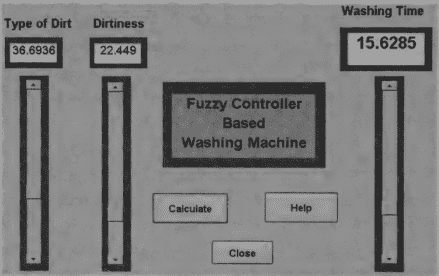 Type of Dirt
Dirtiness
Washing Time
36.6936
22.449
15.6285
Fuzzy Controller
Based
Washing Machine
Calculate
Help
Close